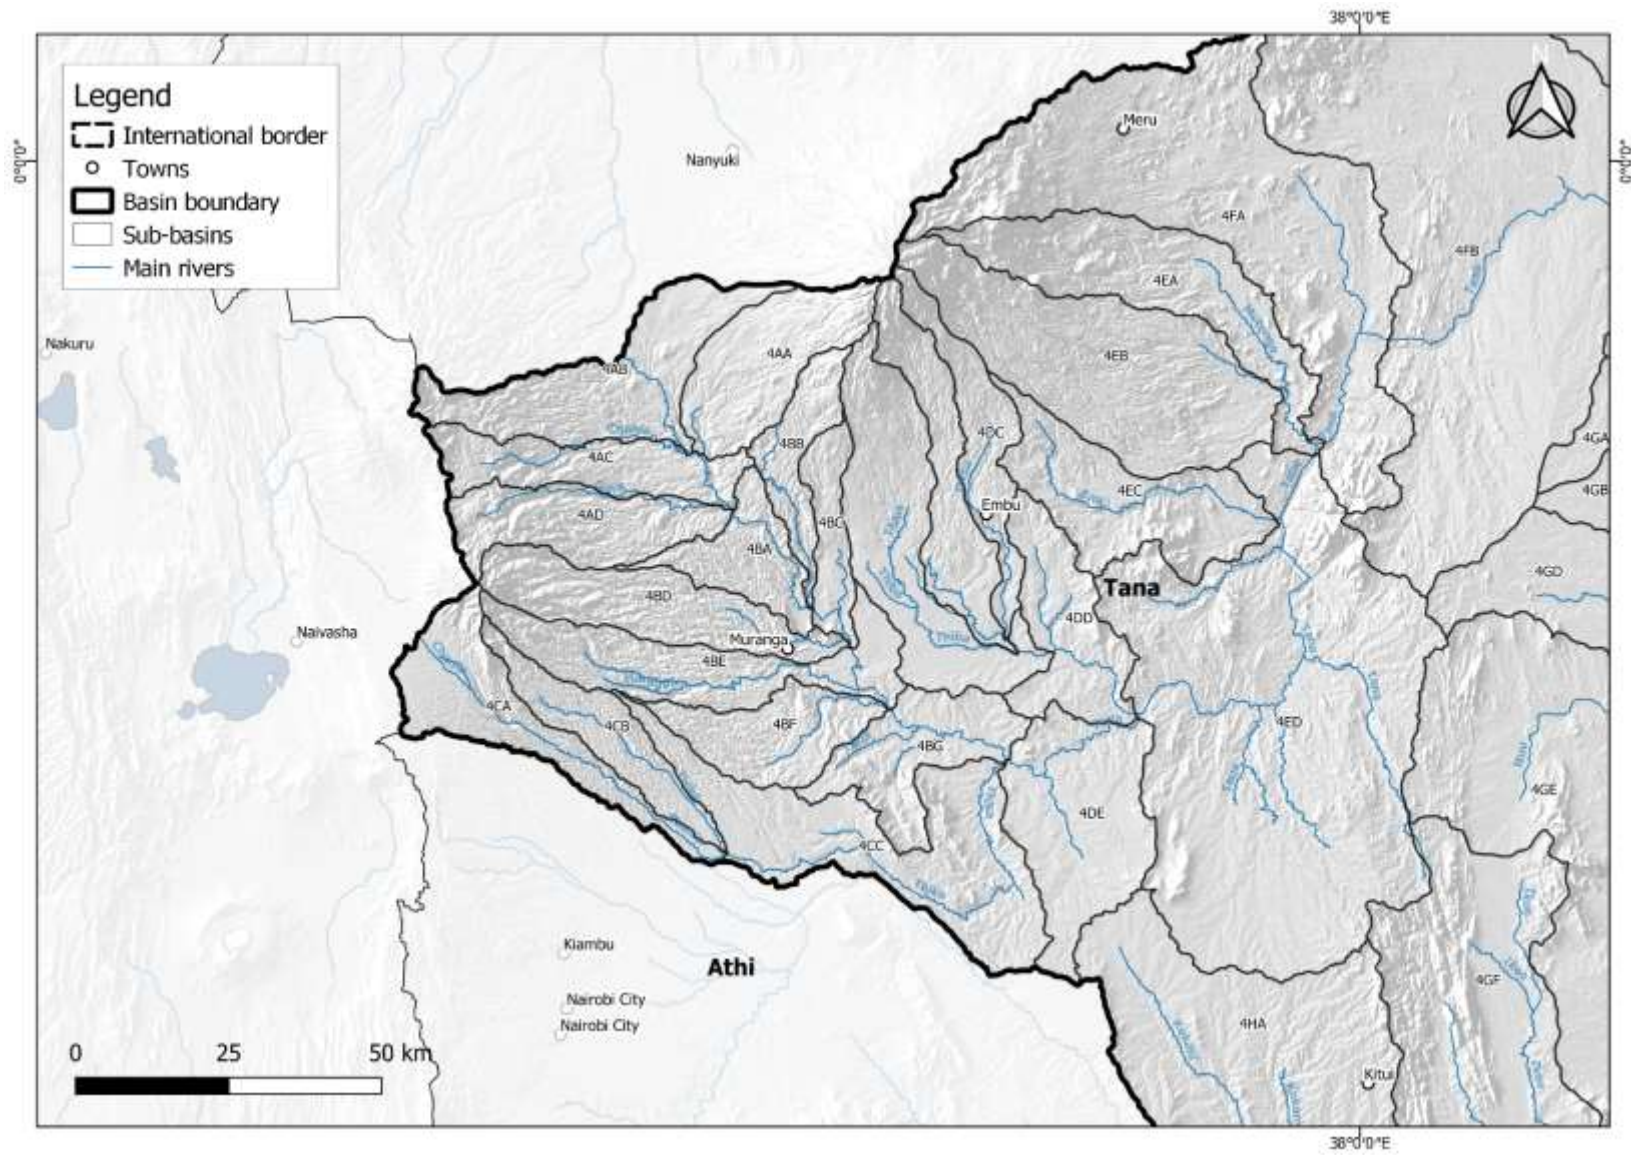 38°0'0"E
N
Legend
International border
Towns
Basin boundary
Sub-basins
Main rivers
0°0'0"
0°0'0"
Meru
Nanyuki
4FA
4FB
4EA
Nakuru
4AA
4EB
4AB
4DC
4BB
4GA
4AC
4EC
4GB
Embu
4AD
4BC
4BA
4GD
Tana
4BD
4DD
Naivasha
Muranga
Thiba
4BE
4CA
4CB
4BF
4ED
4BG
4GE
4DE
4CC
Kiambu
Athi
4GF
Nairobi City
4HA
Nairobi City
0 25 50 km
Kitui
38°0'0"E